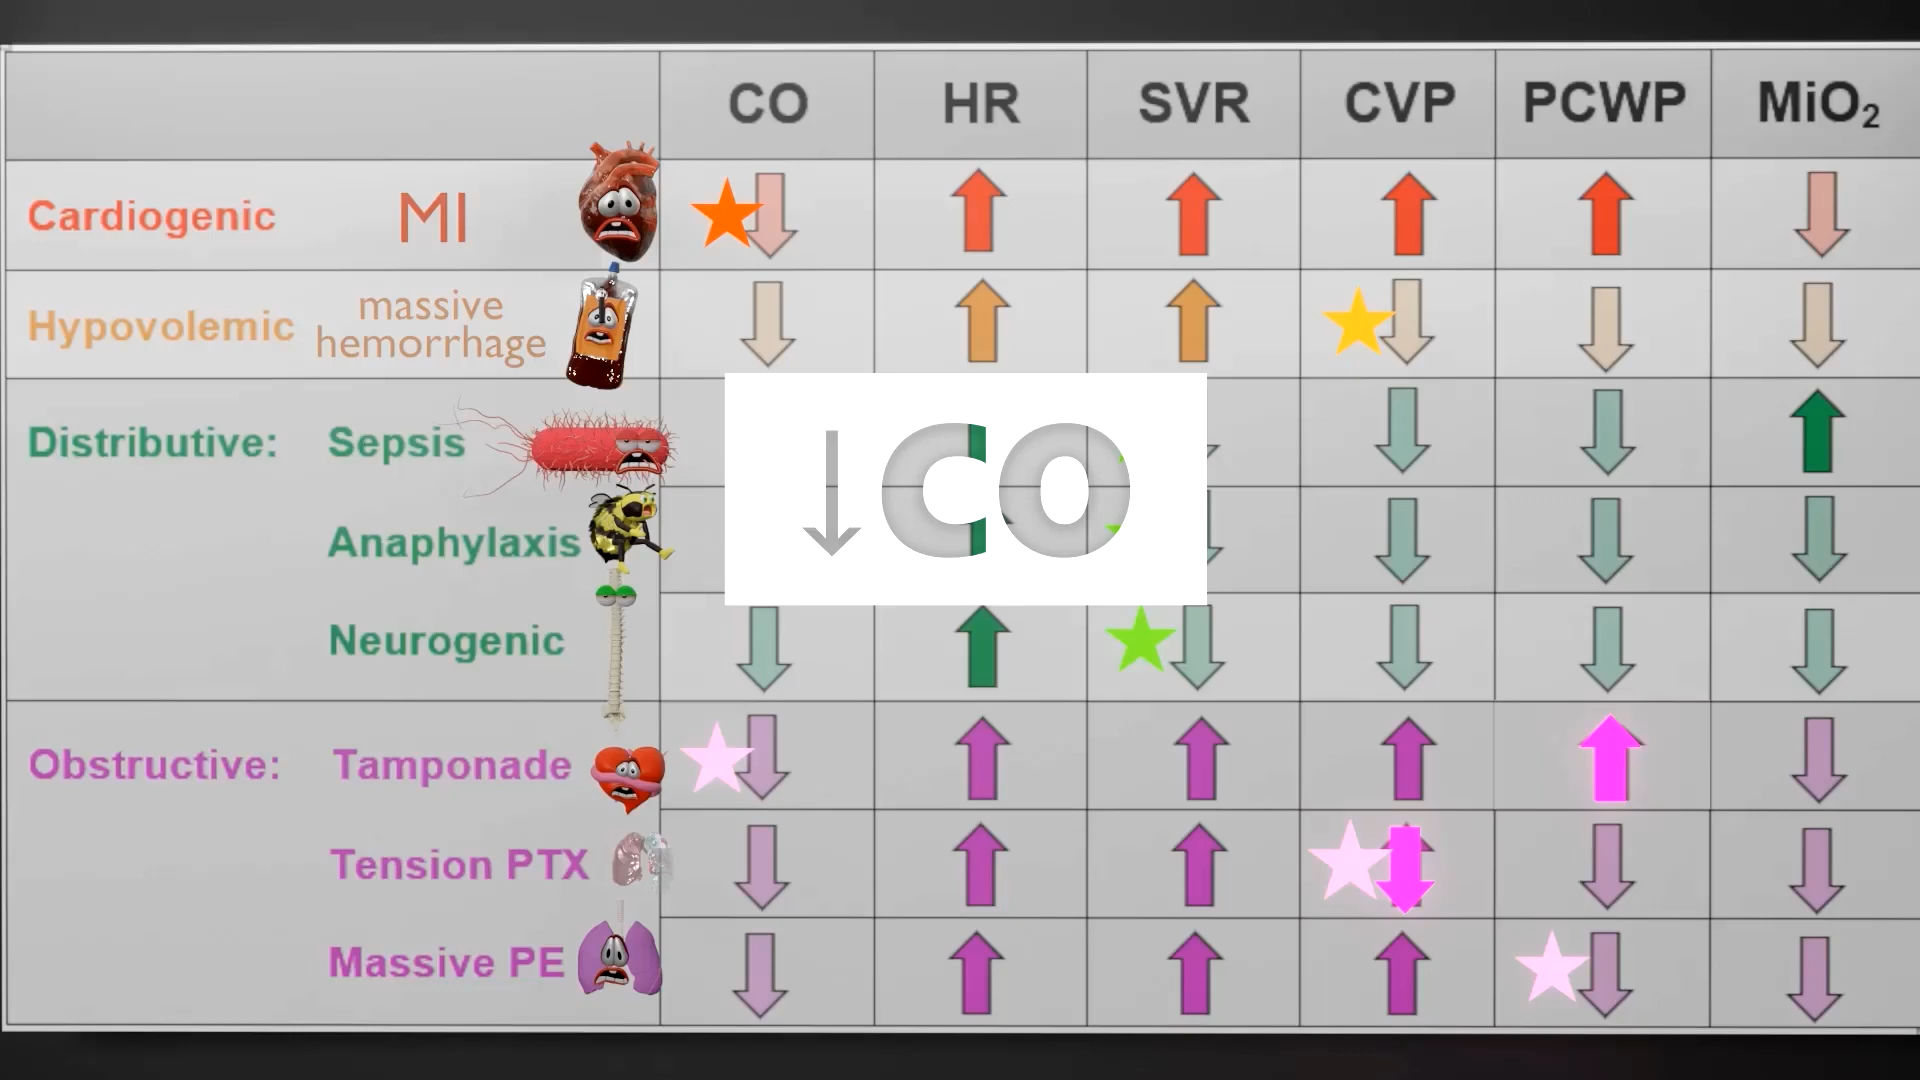 CO HR SVR CVP PCWP MiO₂
Cardiogenic MI
Hypovolemic massive
hemorrhage
Distributive: Sepsis
↓CO
Anaphylaxis
Neurogenic
Obstructive: Tamponade
Tension PTX
Massive PE